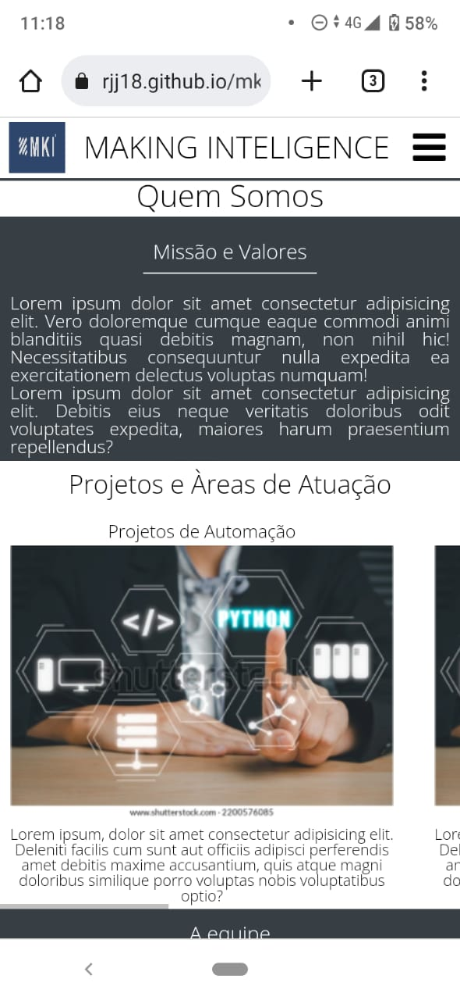 11:18
4G
58%
rjj18.github.io/mk
3
MKI
MAKING INTELIGENCE
Quem Somos
Missão e Valores
Lorem ipsum dolor sit amet consectetur adipisicing
elit. Vero doloremque cumque eaque commodi animi
blanditiis quasi debitis magnam, non nihil hic!
Necessitatibus consequuntur nulla expedita ea
exercitationem delectus voluptas numquam!
Lorem ipsum dolor sit amet consectetur adipisicing
elit. Debitis eius neque veritatis doloribus odit
voluptates expedita, maiores harum praesentium
repellendus?
Projetos e Àreas de Atuação
Projetos de Automação
</>
PYTHON
shutterstock
www.shutterstock.com · 2200576085
Lorem ipsum, dolor sit amet consectetur adipisicing elit.
Deleniti facilis cum sunt aut officiis adipisci perferendis
amet debitis maxime accusantium, quis atque magni
doloribus similique porro voluptas nobis voluptatibus
optio?
Lore
Del
ar
do
A equipe